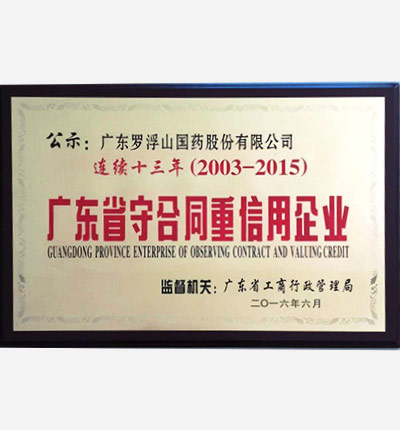 公示：广东罗浮山国药股份有限公司
连续十三年(2003-2015)
广东省守合同重信用企业
GUANGDONG PROVINCE ENTERPRISE OF OBSERVING CONTRACT AND VALUING CREDIT
监督机关：广东省工商行政管理局
二〇一六年六月